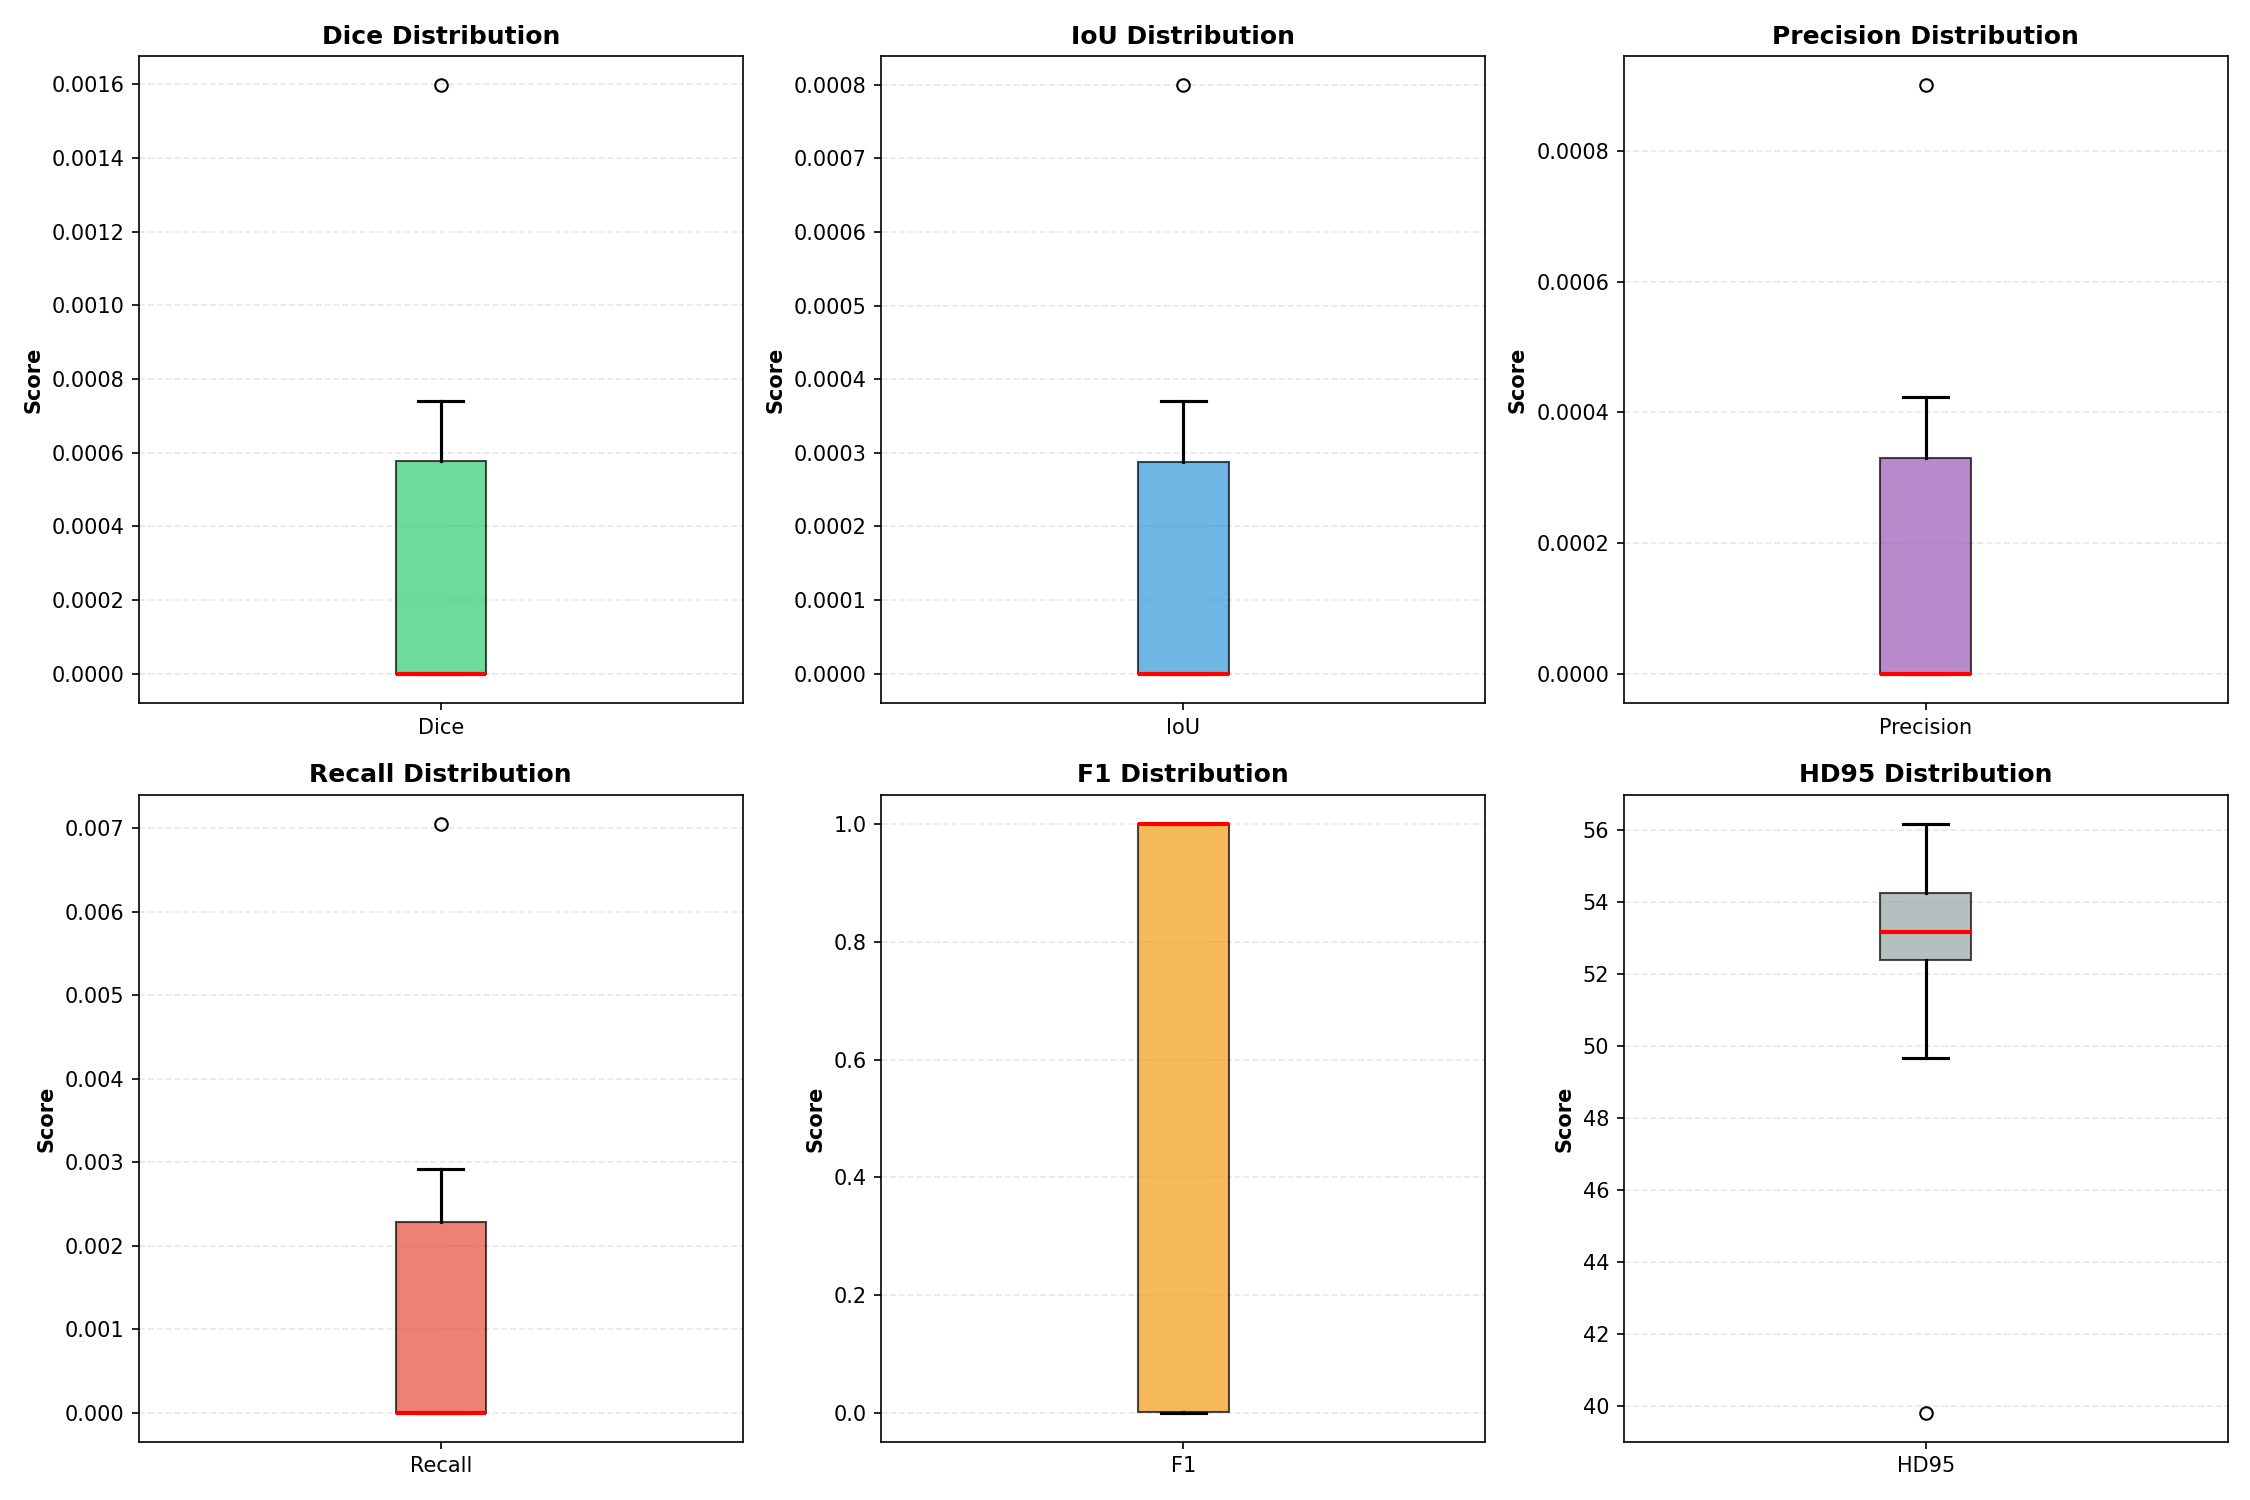 Dice Distribution
0.0016
0.0014
0.0012
0.0010
0.0008
0.0006
0.0004
0.0002
0.0000
Score
Dice
IoU Distribution
0.0008
0.0007
0.0006
0.0005
0.0004
0.0003
0.0002
0.0001
0.0000
Score
IoU
Precision Distribution
0.0008
0.0006
0.0004
0.0002
0.0000
Score
Precision
Recall Distribution
0.007
0.006
0.005
0.004
0.003
0.002
0.001
0.000
Score
Recall
F1 Distribution
1.0
0.8
0.6
0.4
0.2
0.0
Score
F1
HD95 Distribution
56
54
52
50
48
46
44
42
40
Score
HD95